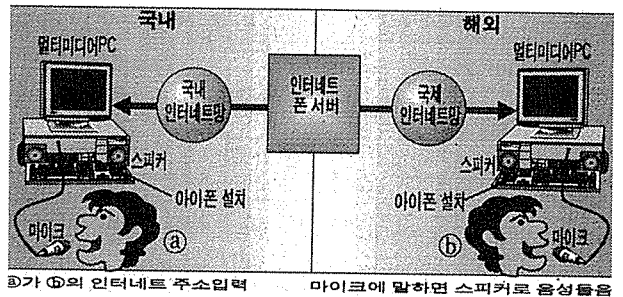 국내
해외
멀티미디어PC
멀티미디어PC
국내
인터네트망
인터네트
폰 서버
국제
인터네트망
스피커
스피커
아이폰 설치
아이폰 설치
마이크
ⓐ
ⓑ
마이크
ⓐ가 ⓑ의 인터네트 주소입력
마이크에 말하면 스피커로 음성들음